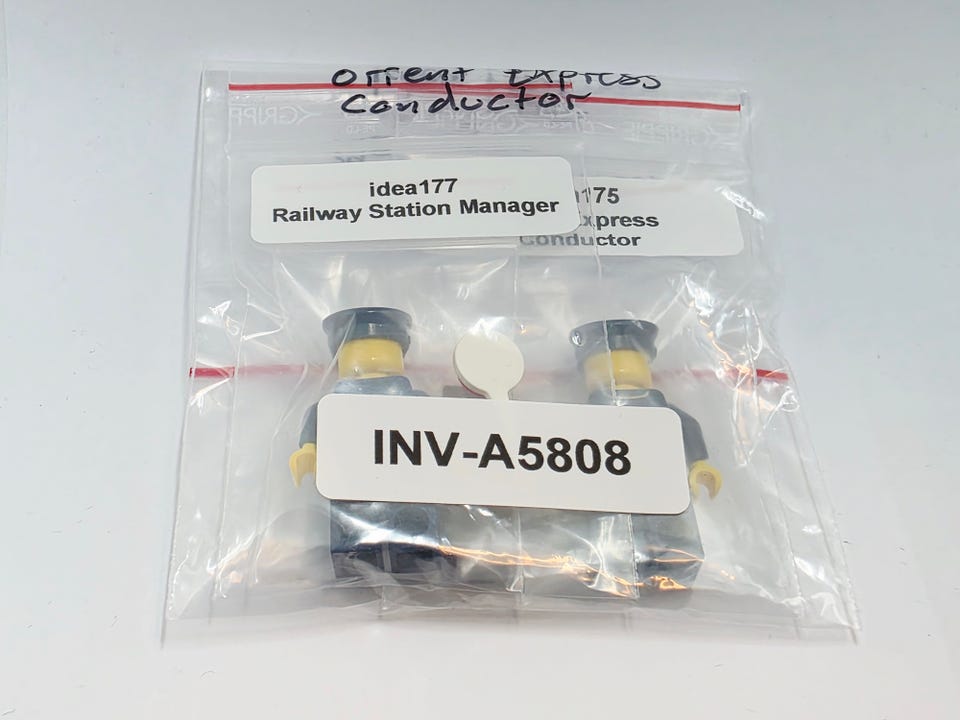 Orient Express
Conductor
idea177
Railway Station Manager
175
xpress
Conductor
INV-A5808